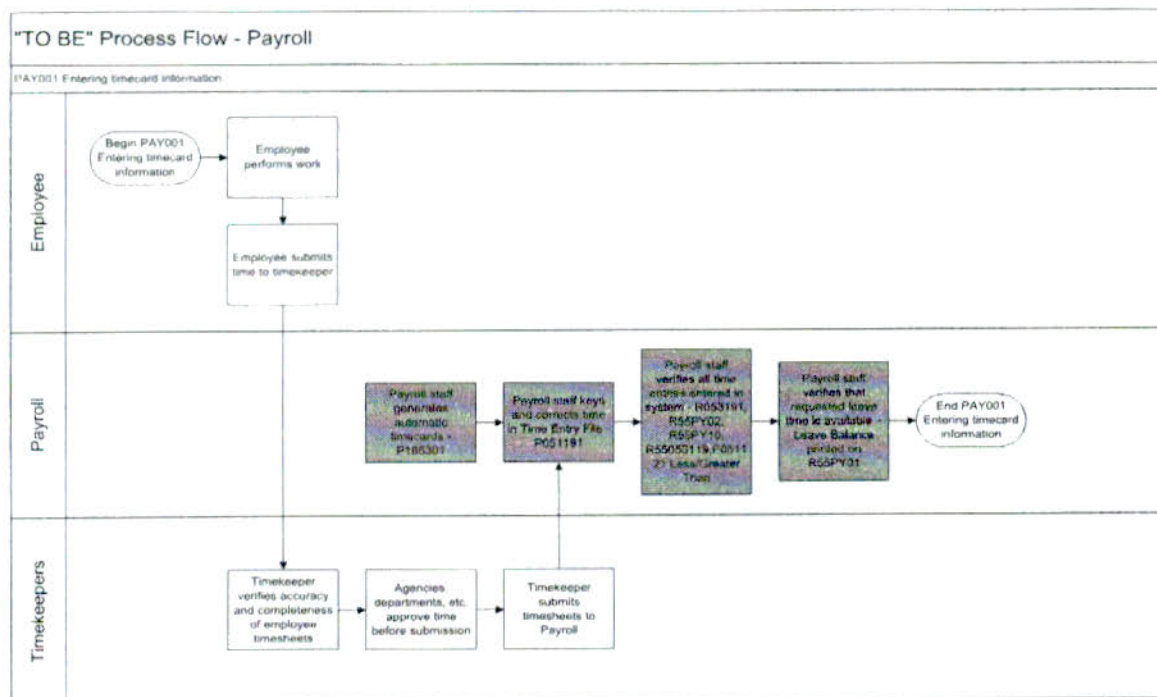 "TO BE" Process Flow - Payroll
PAY001 Entering timecard information
Employee
Begin PAY001
Entering timecard
information
Employee
performs work
Employee submits
time to timekeeper
Payroll
Payroll staff
generates
automatic
timecards -
Payroll staff keys
and corrects time
in Time Entry File
P051191
Payroll staff
verifies all time
entries entered in
system - R053191,
R55PY02,
R55PY10,
Less/Greater
Payroll staff
verifies that
requested leave
time is available
Leave Balance
printed on
R55PY01
End PAY001
Entering timecard
information
Timekeepers
Timekeeper
verifies accuracy
and completeness
of employee
timesheets
Agencies
departments, etc.
approve time
before submission
Timekeeper
submits
timesheets to
Payroll